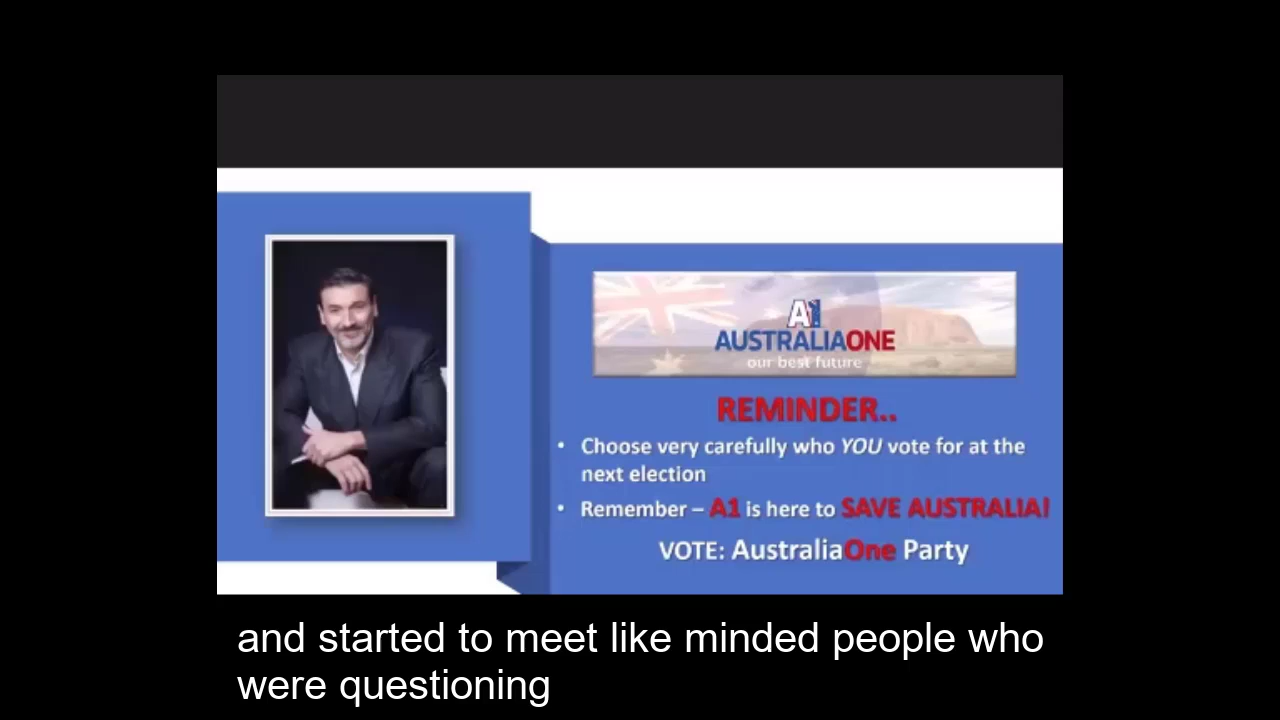 A1
AUSTRALIAONE
our best future
REMINDER..
• Choose very carefully who YOU vote for at the
next election
• Remember – A1 is here to SAVE AUSTRALIA!
VOTE: AustraliaOne Party
and started to meet like minded people who
were questioning